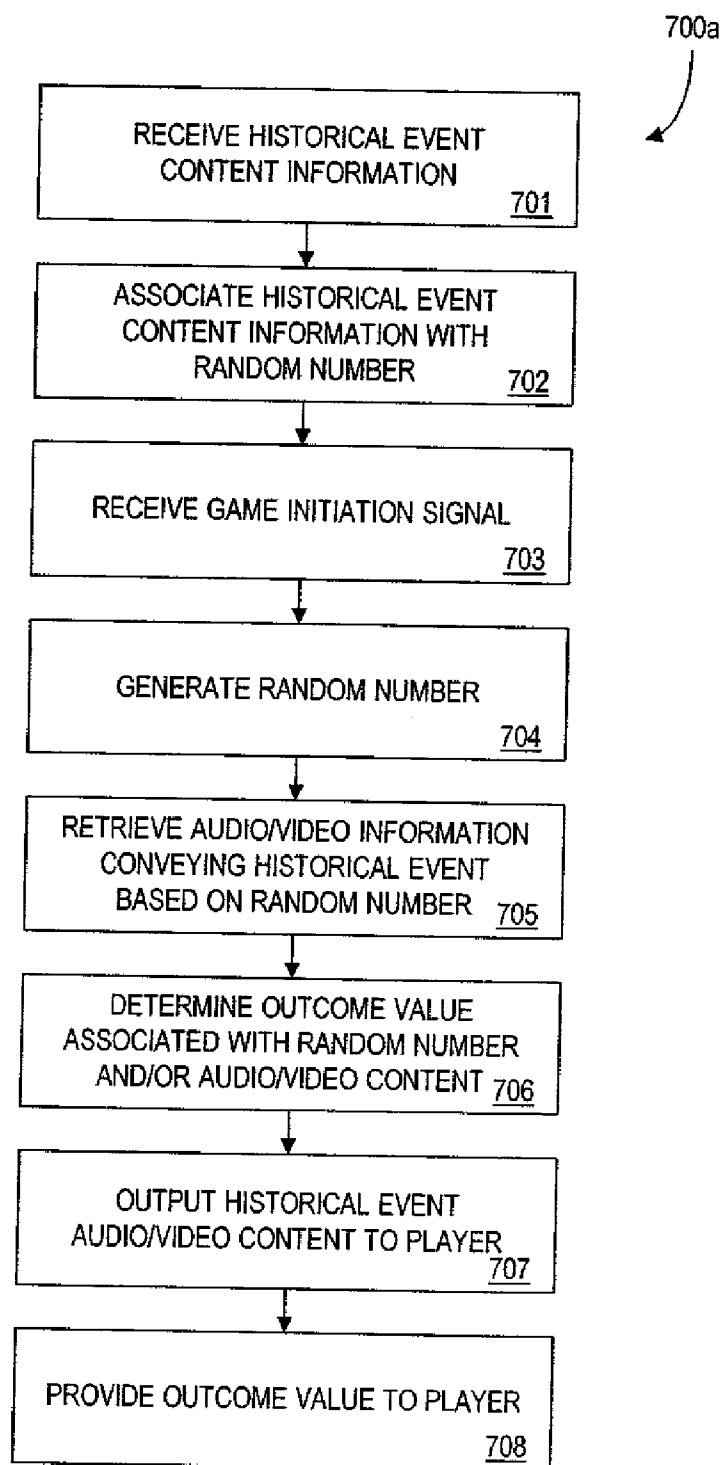 700a
RECEIVE HISTORICAL EVENT
CONTENT INFORMATION
701
ASSOCIATE HISTORICAL EVENT
CONTENT INFORMATION WITH
RANDOM NUMBER
702
RECEIVE GAME INITIATION SIGNAL
703
GENERATE RANDOM NUMBER
704
RETRIEVE AUDIO/VIDEO INFORMATION
CONVEYING HISTORICAL EVENT
BASED ON RANDOM NUMBER 705
DETERMINE OUTCOME VALUE
ASSOCIATED WITH RANDOM NUMBER
AND/OR AUDIO/VIDEO CONTENT 706
OUTPUT HISTORICAL EVENT
AUDIO/VIDEO CONTENT TO PLAYER
707
PROVIDE OUTCOME VALUE TO PLAYER
708